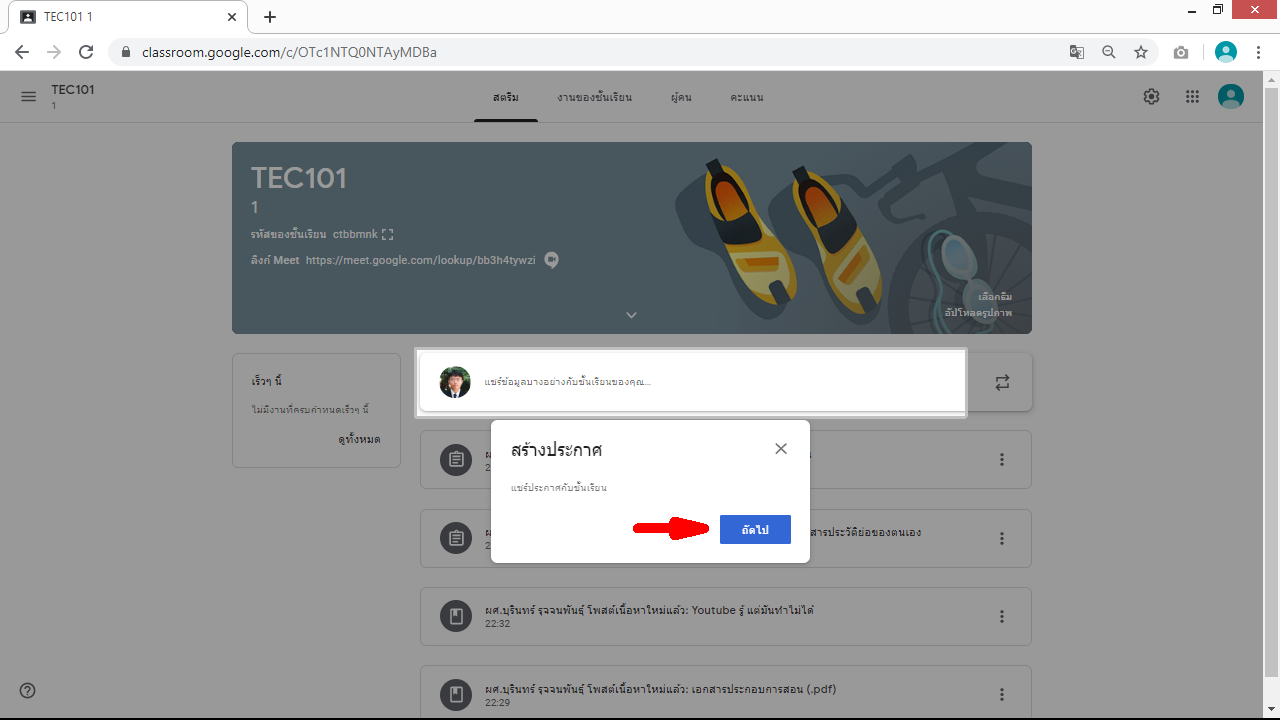 TEC101 1
classroom.google.com/c/OTc1NTQ0NTAyMDBa
TEC101
1
สตรีม
งานของชั้นเรียน
ผู้คน
คะแนน
TEC101
1
รหัสของชั้นเรียน ctbbmnk
ลิงก์ Meet https://meet.google.com/lookup/bb3h4tywzi
เลือกธีม
อัปโหลดรูปภาพ
เร็วๆ นี้
ไม่มีงานที่ครบกำหนดเร็วๆ นี้
ดูทั้งหมด
แชร์ข้อมูลบางอย่างกับชั้นเรียนของคุณ...
สร้างประกาศ
แชร์ประกาศกับชั้นเรียน
ถัดไป
สารประวัติย่อของตนเอง
ผศ.บุรินทร์ รุจจนพันธุ์ โพสต์เนื้อหาใหม่แล้ว: Youtube รู้ แต่มันทำไม่ได้
22:32
ผศ.บุรินทร์ รุจจนพันธุ์ โพสต์เนื้อหาใหม่แล้ว: เอกสารประกอบการสอน (.pdf)
22:29